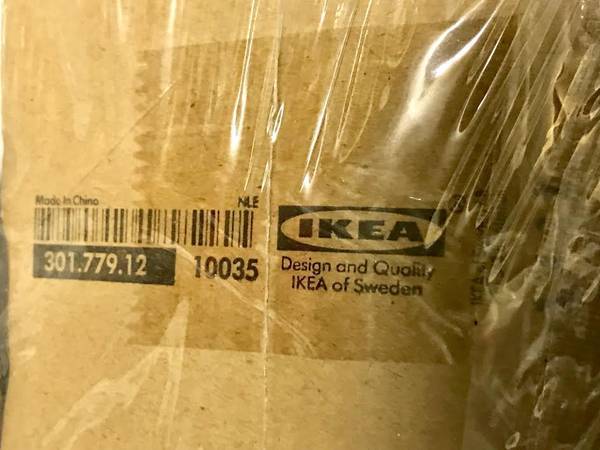 Made in China
NLE
301.779.12
10035
IKEA
Design and Quality
IKEA of Sweden